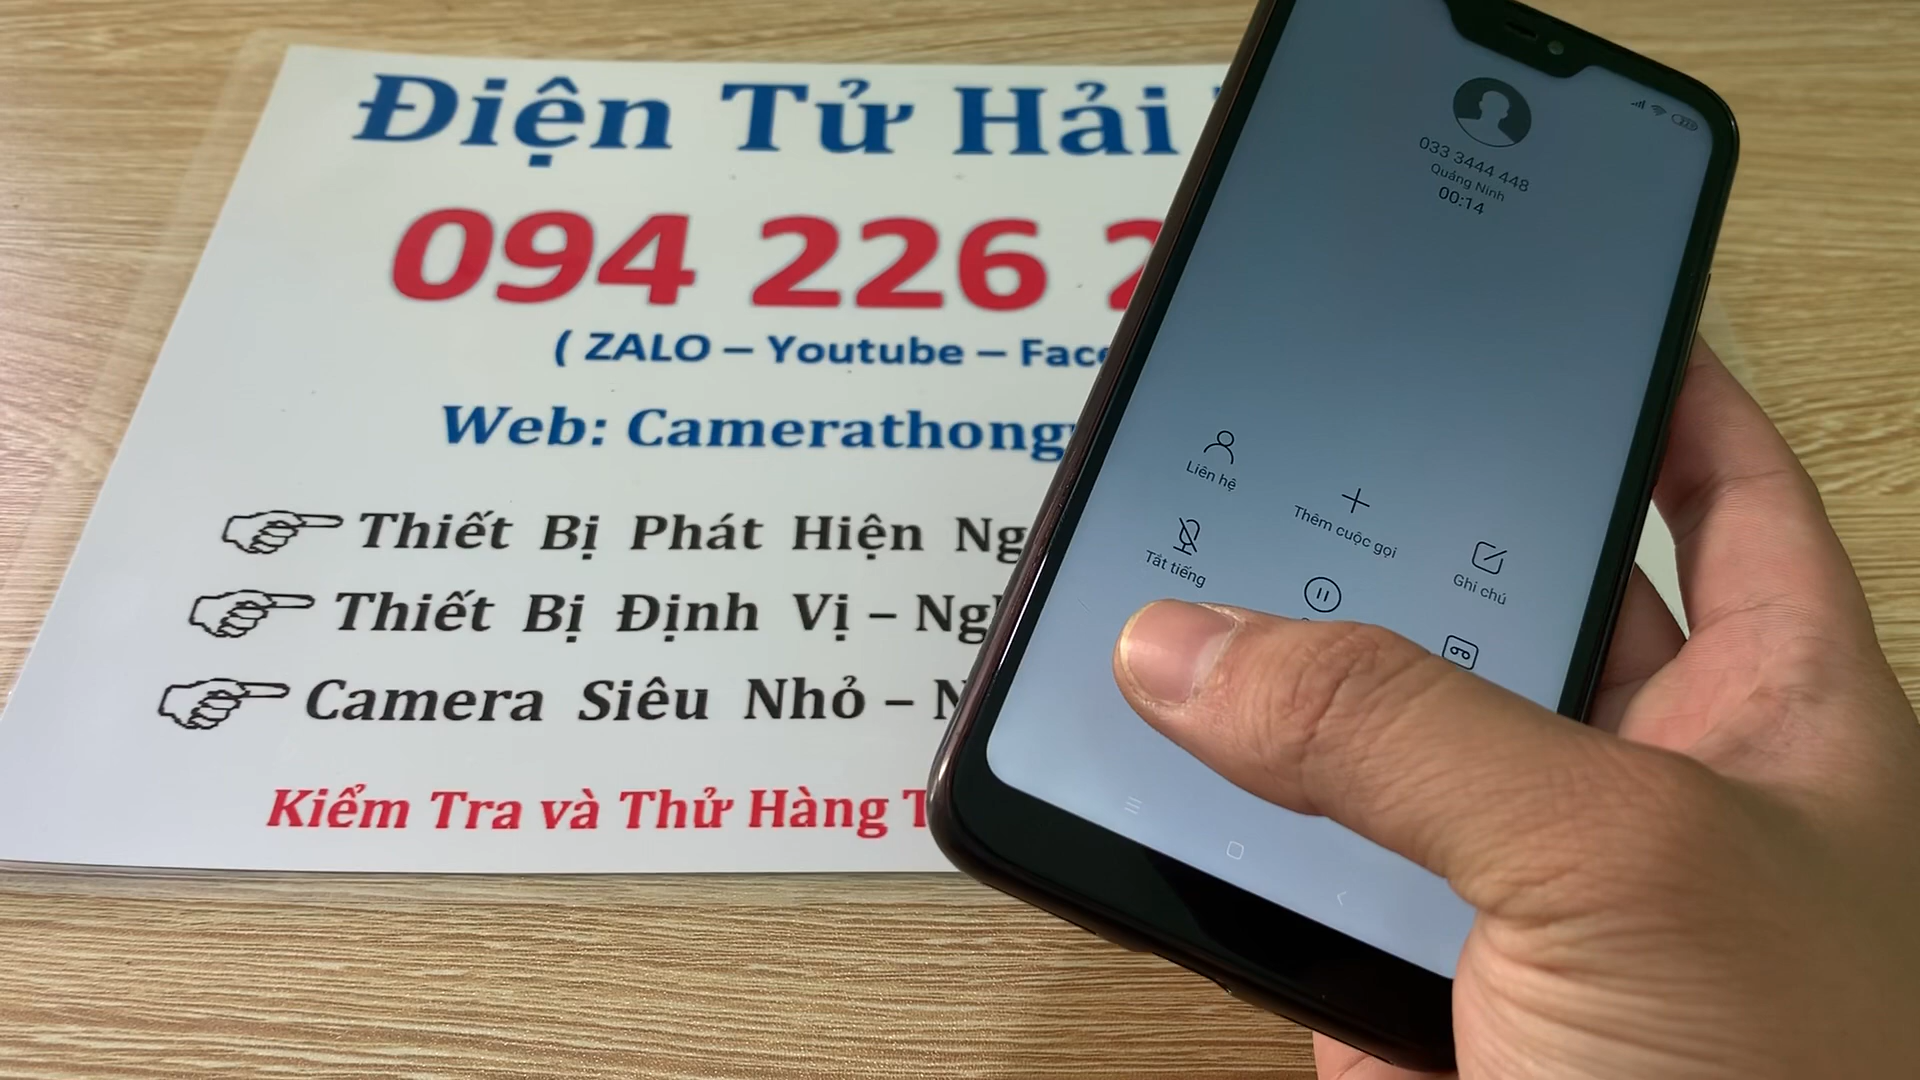 Điện Tử Hải
094 226 2
( ZALO – Youtube – Face
Web: Camerathong
Thiết Bị Phát Hiện Ng
Thiết Bị Định Vị – Ngh
Camera Siêu Nhỏ – N
Kiểm Tra và Thử Hàng T
033 3444 448
Quảng Ninh
00:14
Liên hệ
Thêm cuộc gọi
Ghi chú
Tắt tiếng